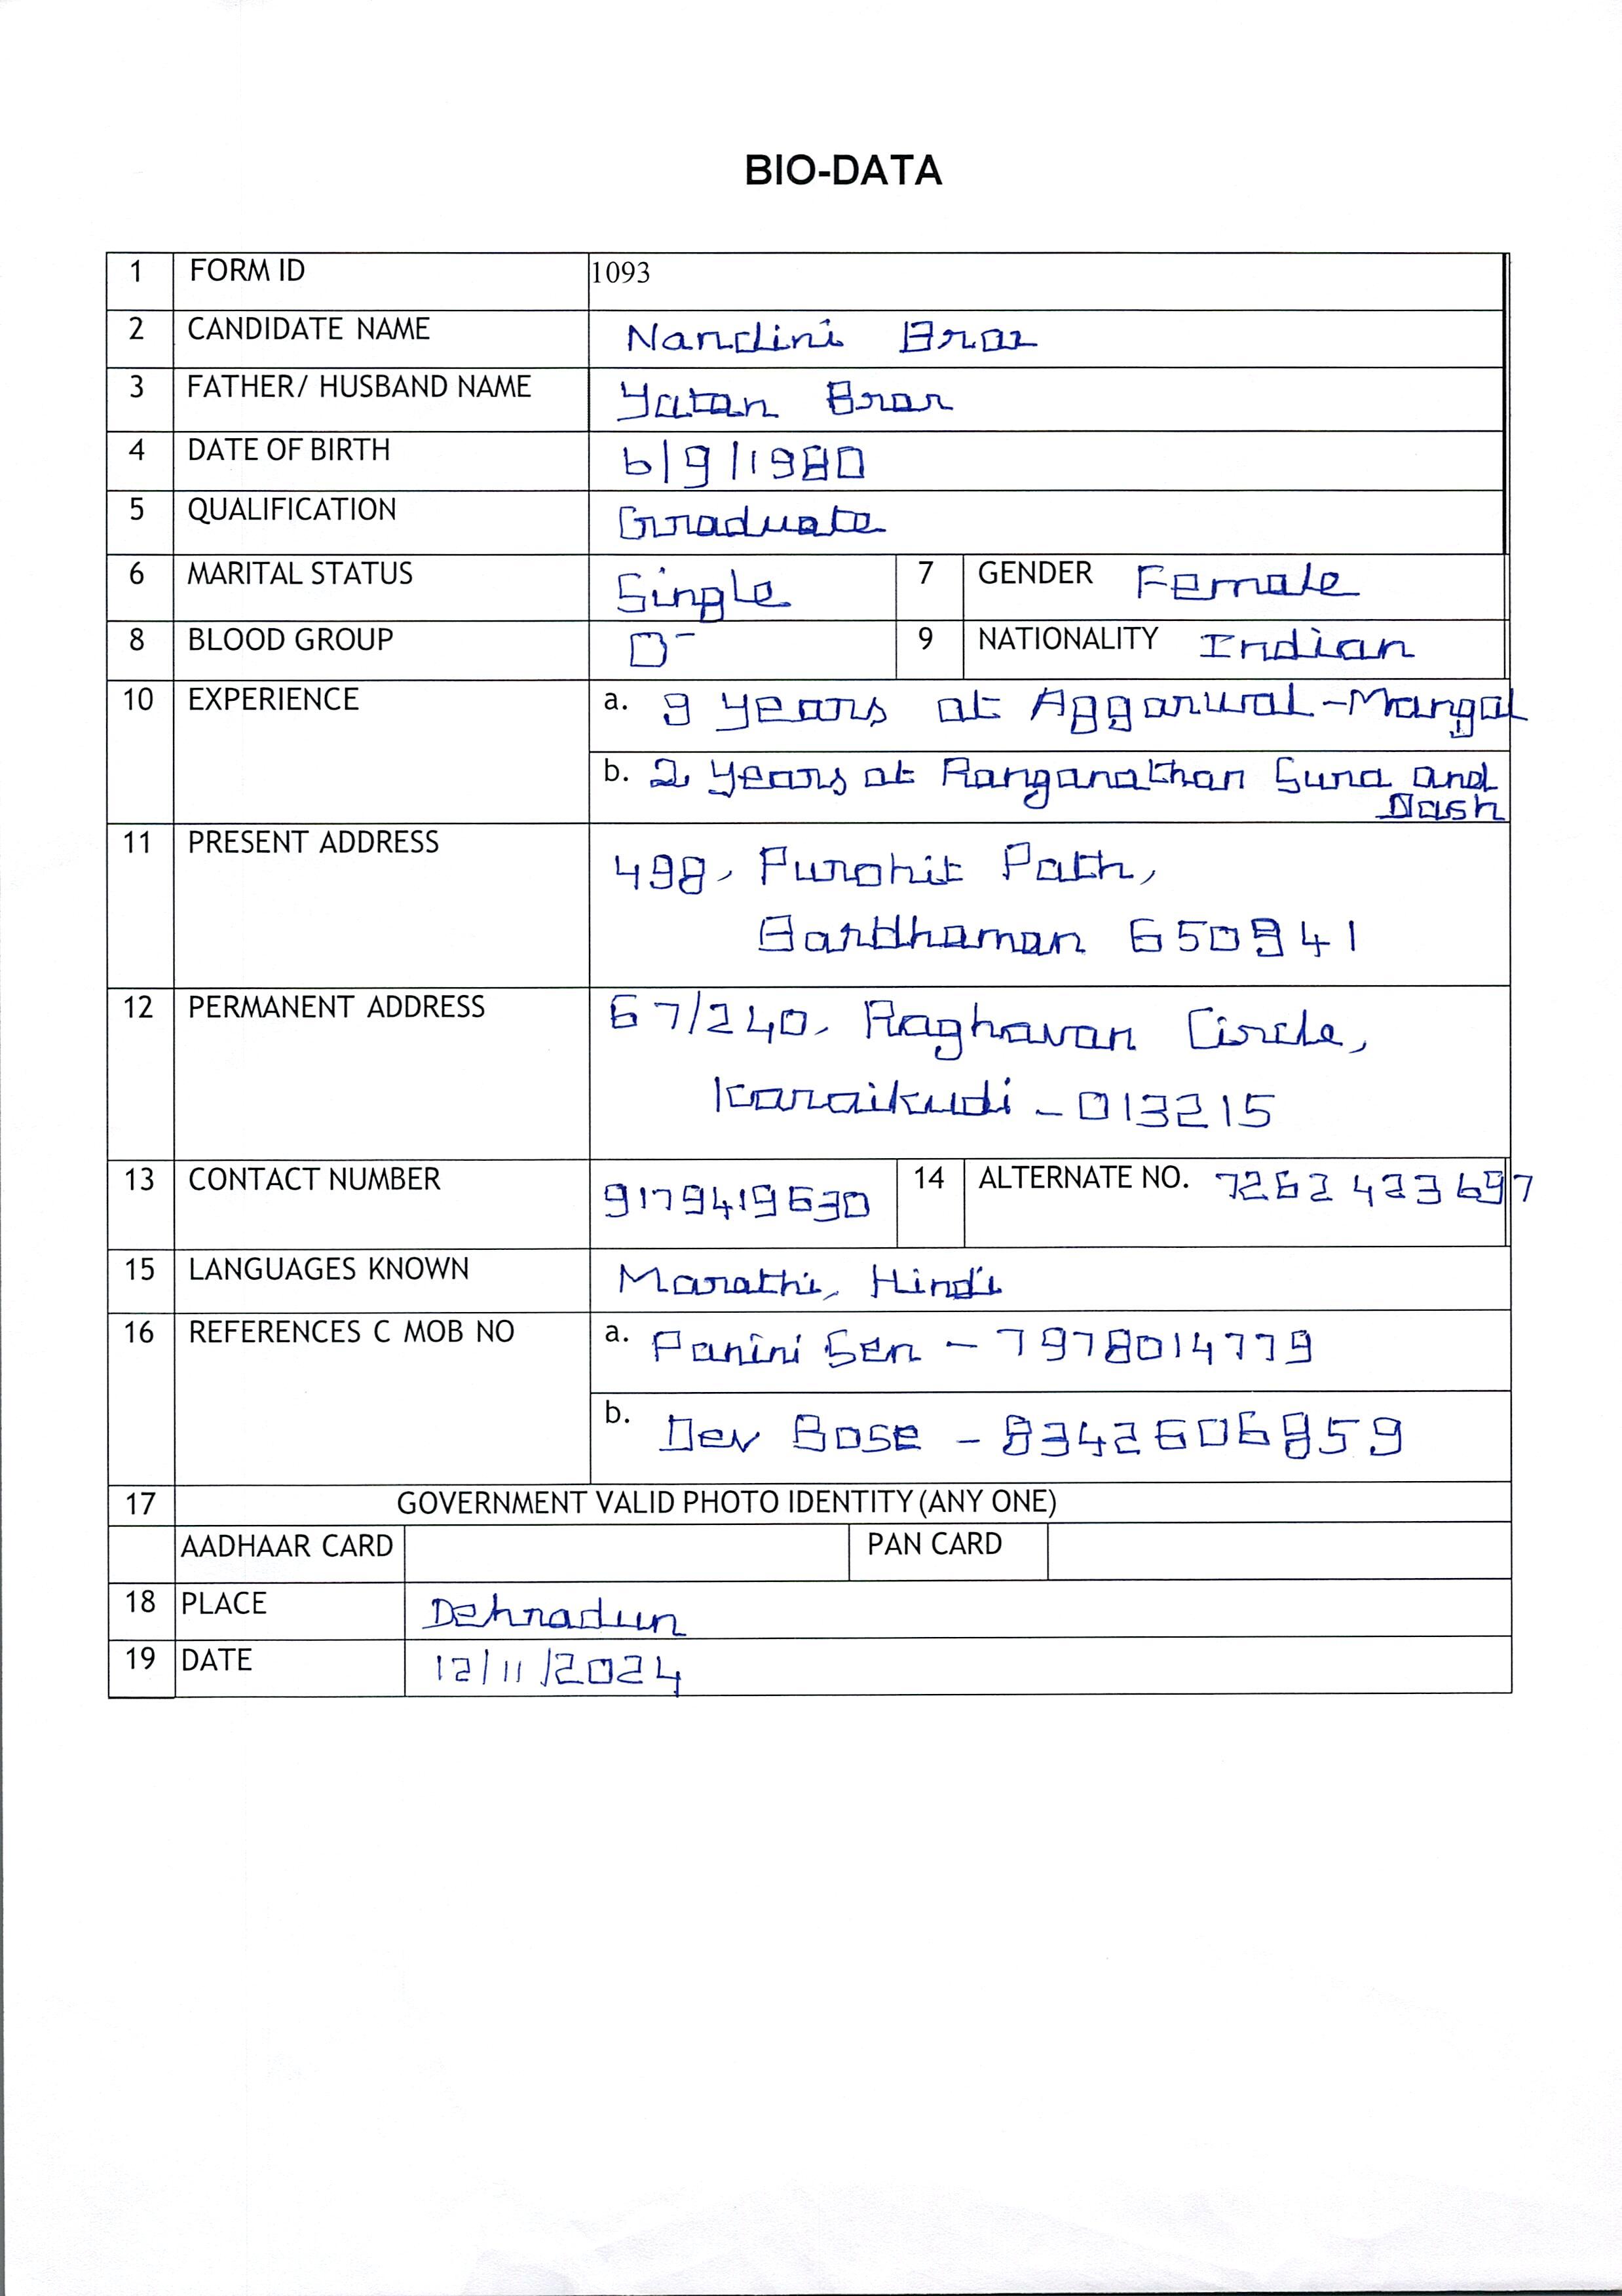 BIO-DATA
1 FORM ID 1093
2 CANDIDATE NAME Nandini Brar
3 FATHER/ HUSBAND NAME Yatan Brar
4 DATE OF BIRTH 6/9/1980
5 QUALIFICATION Graduate
6 MARITAL STATUS Single 7 GENDER Female
8 BLOOD GROUP O- 9 NATIONALITY Indian
10 EXPERIENCE a. 9 years at Aggarwal-Mangal
b. 2 years at Ranganathan Sura and
Dash
11 PRESENT ADDRESS 498, Purohit Path,
Bardhaman 650941
12 PERMANENT ADDRESS 67/240, Raghavan Circle,
Karaikudi - 013215
13 CONTACT NUMBER 9179419630 14 ALTERNATE NO. 7262423697
15 LANGUAGES KNOWN Marathi, Hindi
16 REFERENCES C MOB NO a. Panini Sen - 7978014779
b. Dev Bose - 8342606859
17 GOVERNMENT VALID PHOTO IDENTITY (ANY ONE)
AADHAAR CARD PAN CARD
18 PLACE Dehradun
19 DATE 12/11/2024